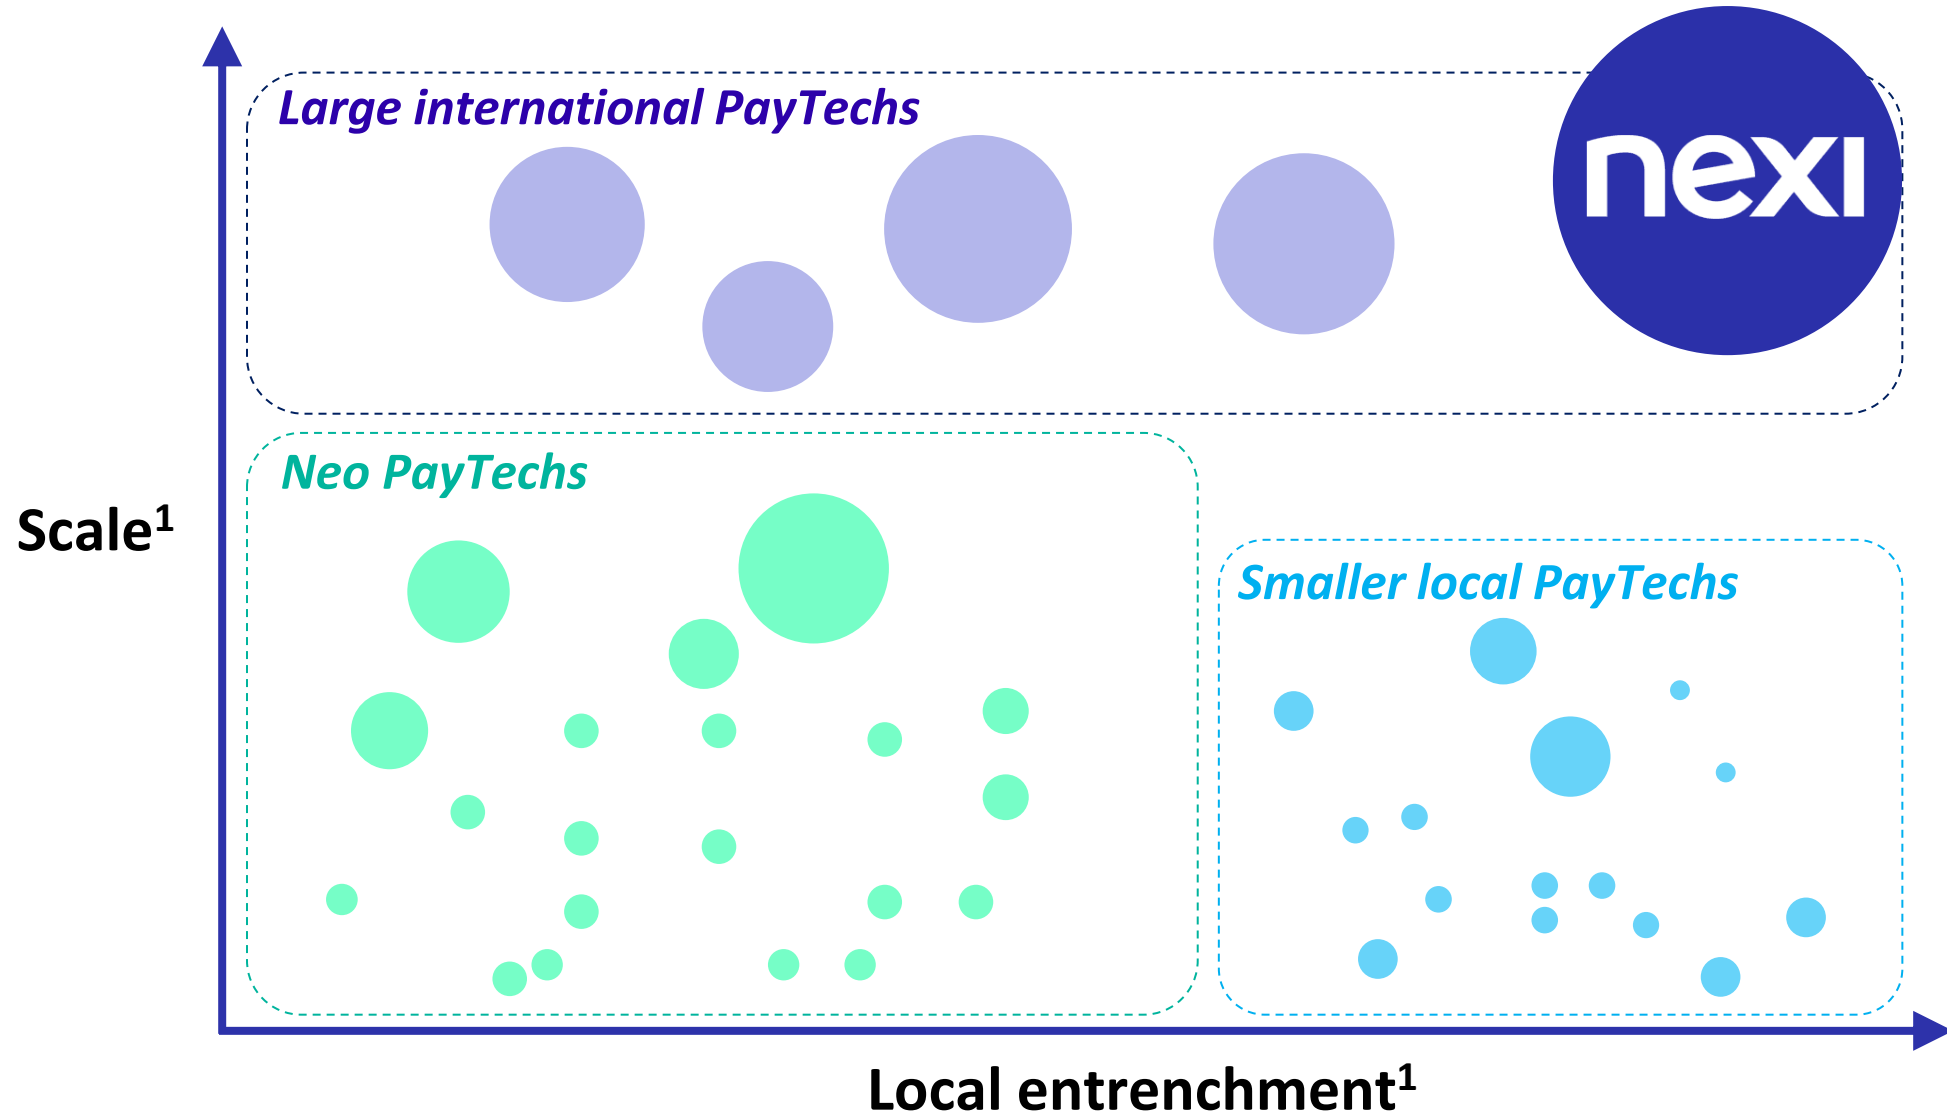 Large international PayTechs
nexi
Neo PayTechs
Scale¹
Smaller local PayTechs
Local entrenchment¹